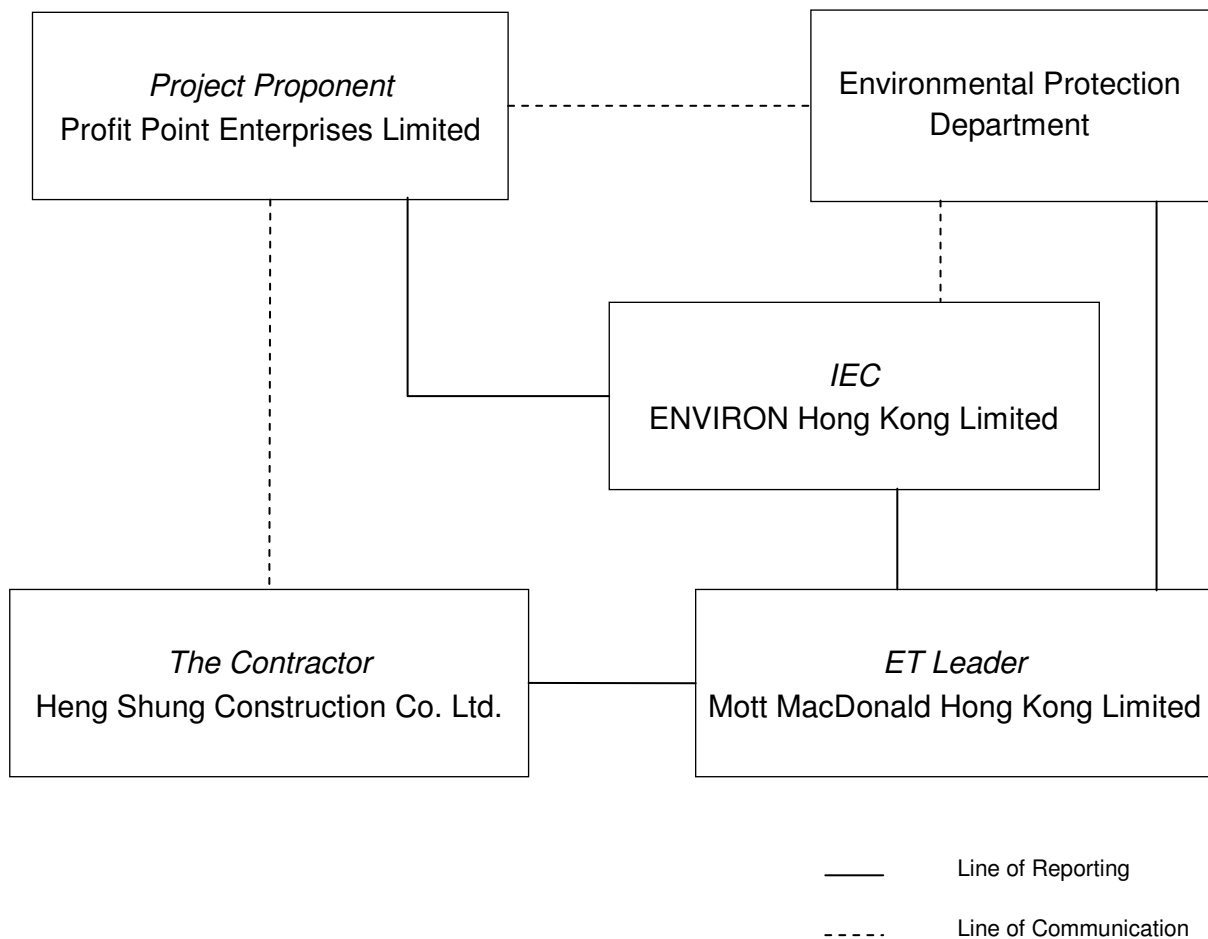 Project Proponent
Profit Point Enterprises Limited
Environmental Protection
Department
IEC
ENVIRON Hong Kong Limited
The Contractor
Heng Shung Construction Co. Ltd.
ET Leader
Mott MacDonald Hong Kong Limited
Line of Reporting
Line of Communication